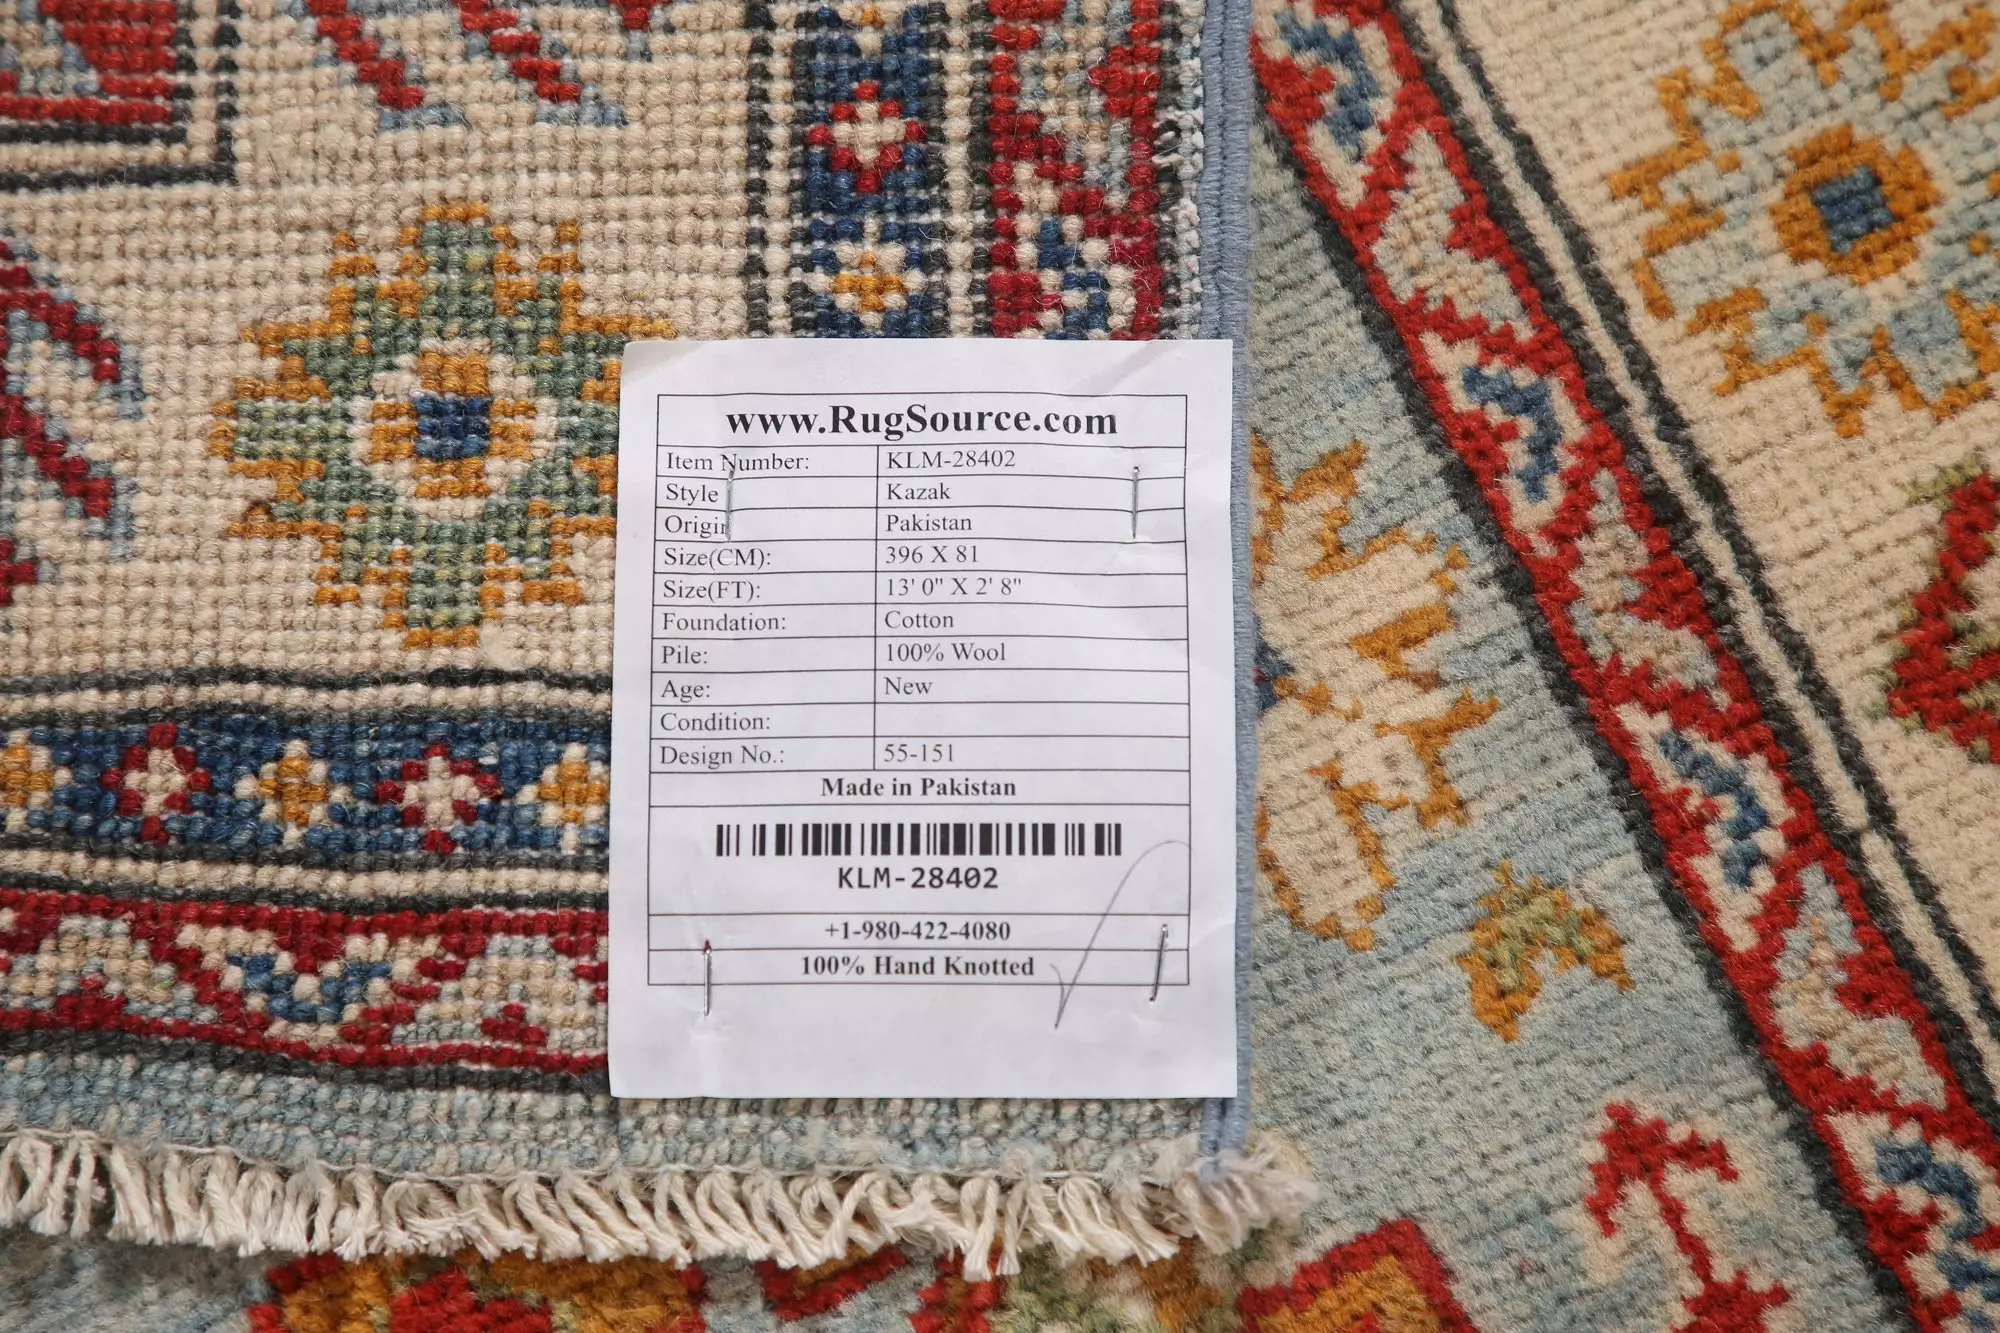 www.RugSource.com
Item Number: KLM-28402
Style Kazak
Origin Pakistan
Size(CM): 396 X 81
Size(FT): 13' 0" X 2' 8"
Foundation: Cotton
Pile: 100% Wool
Age: New
Condition:
Design No.: 55-151
Made in Pakistan
KLM-28402
+1-980-422-4080
100% Hand Knotted